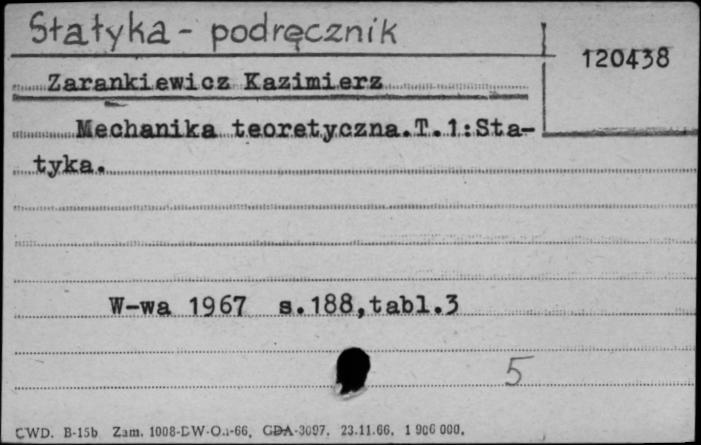 Statyka - podręcznik
120438
Zarankiewicz Kazimierz
Mechanika teoretyczna.T.1:Sta-
tyka.
W-wa 1967 s.188,tabl.3
5
CWD. B-15b Zam. 1008-DW-O.i-66. GDA-3097. 23.11.66. 1 906 000.